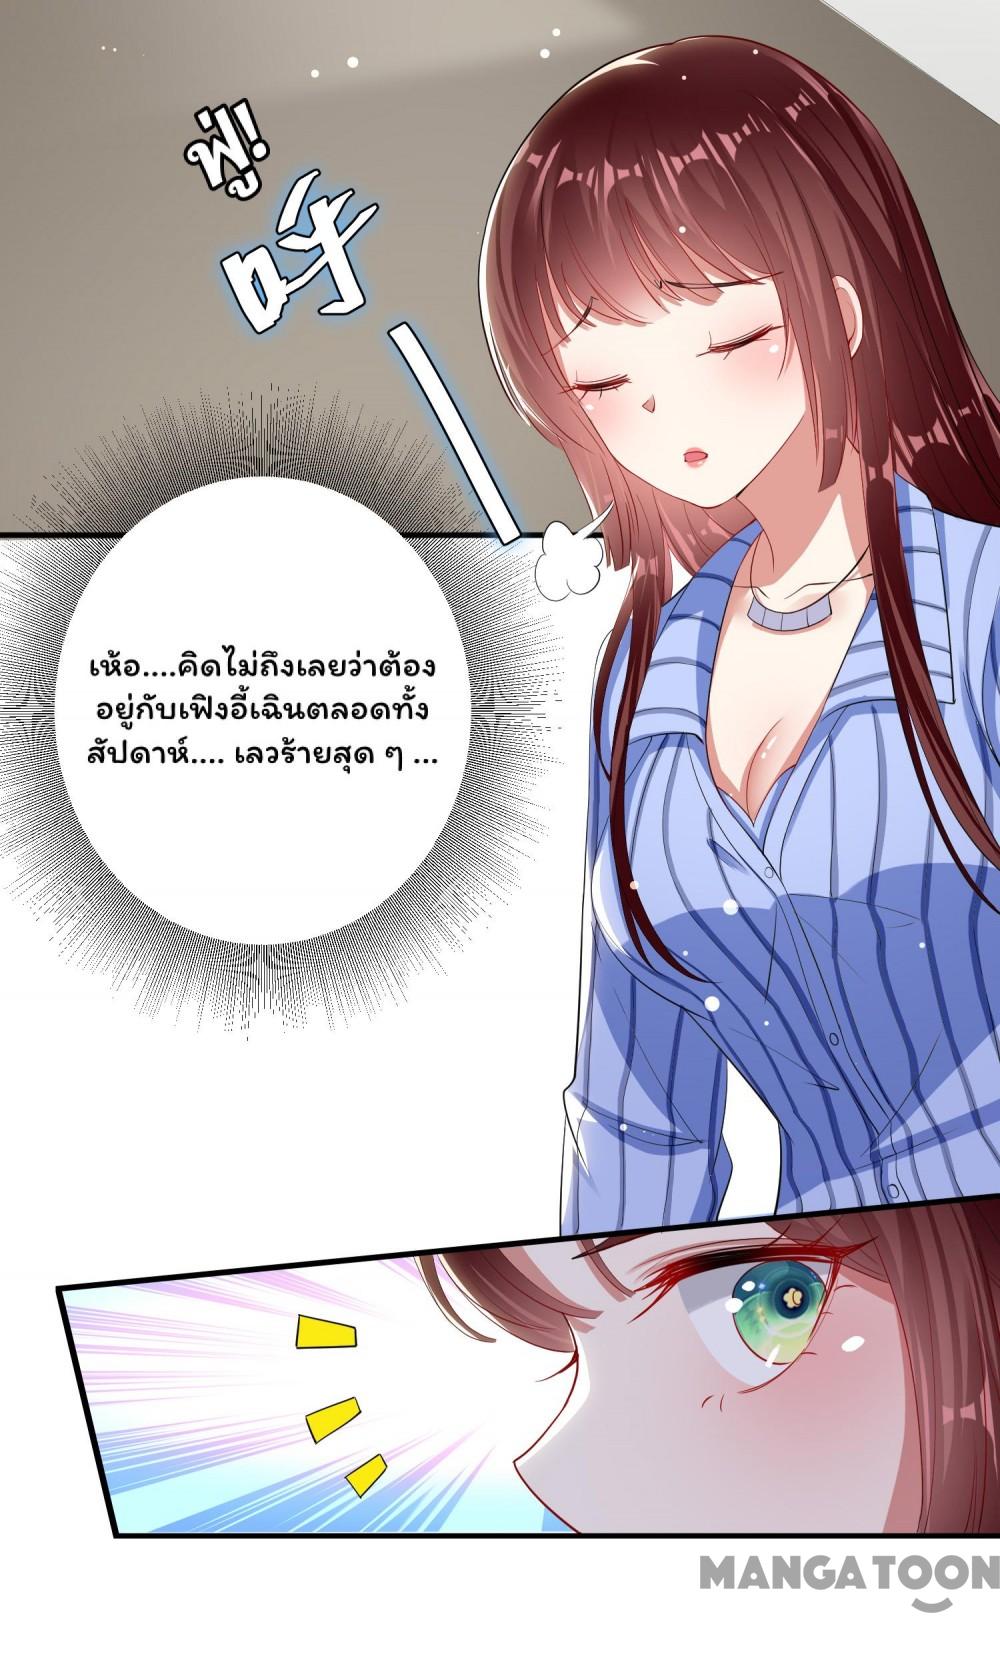 ฟู่!
呼
เห้อ....คิดไม่ถึงเลยว่าต้อง
อยู่กับเฟิงอี้เฉินตลอดทั้ง
สัปดาห์.... เลวร้ายสุด ๆ ...
MANGATOON